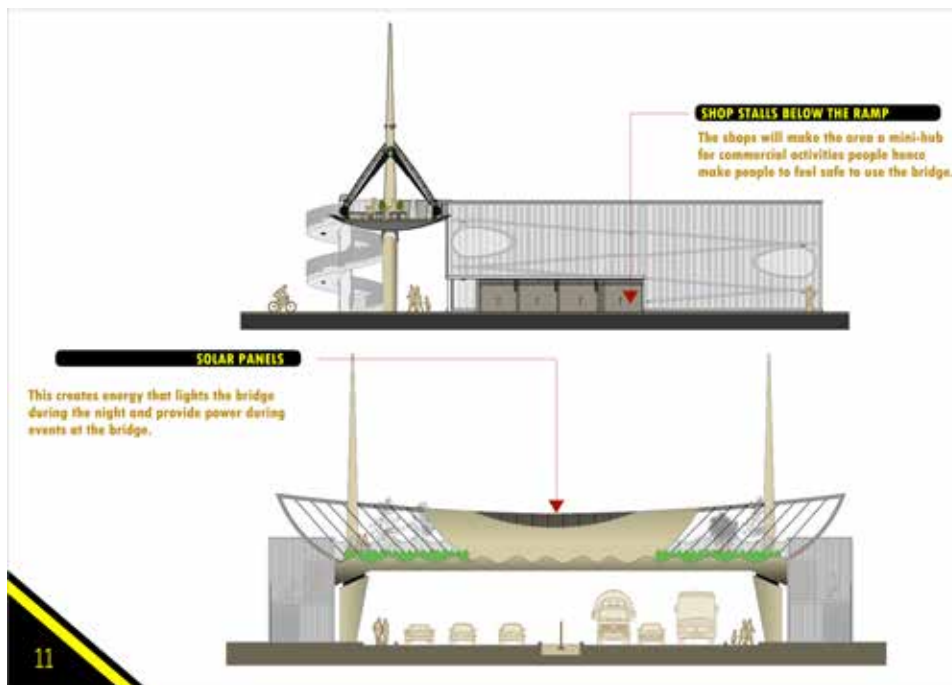 SHOP STALLS BELOW THE RAMP
The shops will make the area a mini-hub
for commercial activities people hence
make people to feel safe to use the bridge.
SOLAR PANELS
This creates energy that lights the bridge
during the night and provide power during
events at the bridge.
11